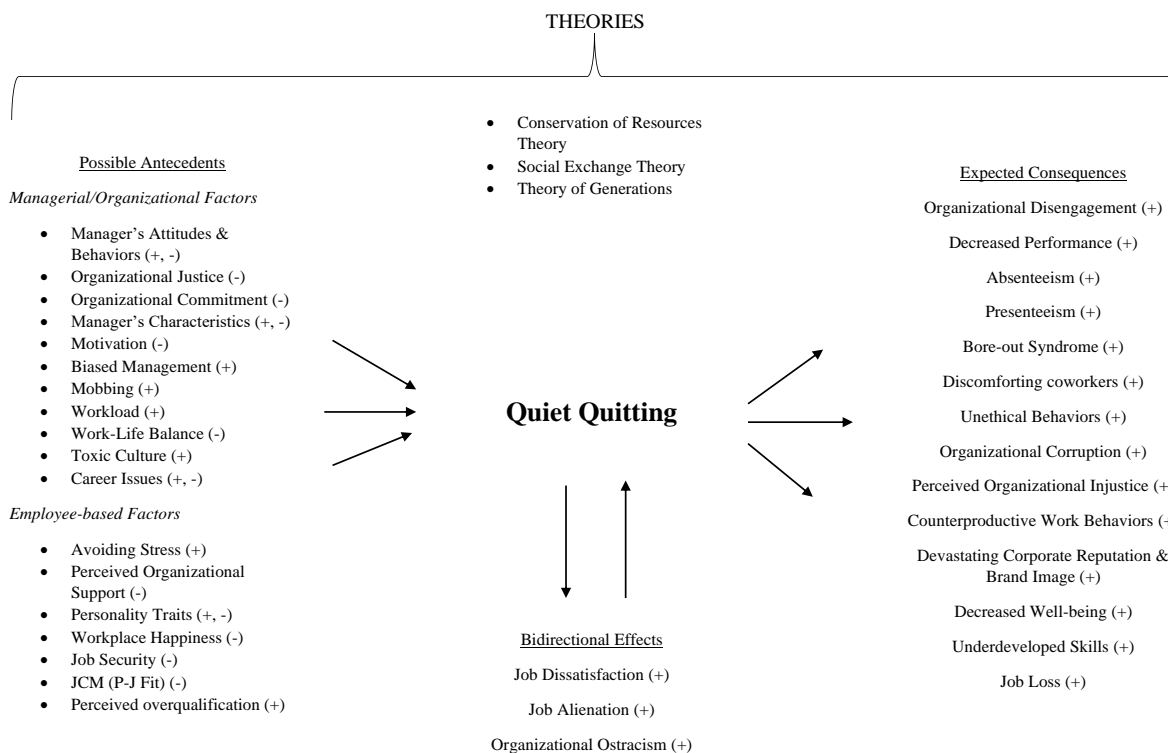 THEORIES
• Conservation of Resources
Theory
• Social Exchange Theory
• Theory of Generations
Possible Antecedents
Managerial/Organizational Factors
• Manager’s Attitudes &
Behaviors (+, -)
• Organizational Justice (-)
• Organizational Commitment (-)
• Manager’s Characteristics (+, -)
• Motivation (-)
• Biased Management (+)
• Mobbing (+)
• Workload (+)
• Work-Life Balance (-)
• Toxic Culture (+)
• Career Issues (+, -)
Employee-based Factors
• Avoiding Stress (+)
• Perceived Organizational
Support (-)
• Personality Traits (+, -)
• Workplace Happiness (-)
• Job Security (-)
• JCM (P-J Fit) (-)
• Perceived overqualification (+)
Quiet Quitting
Bidirectional Effects
Job Dissatisfaction (+)
Job Alienation (+)
Organizational Ostracism (+)
Expected Consequences
Organizational Disengagement (+)
Decreased Performance (+)
Absenteeism (+)
Presenteeism (+)
Bore-out Syndrome (+)
Discomforting coworkers (+)
Unethical Behaviors (+)
Organizational Corruption (+)
Perceived Organizational Injustice (+
Counterproductive Work Behaviors (+
Devastating Corporate Reputation &
Brand Image (+)
Decreased Well-being (+)
Underdeveloped Skills (+)
Job Loss (+)